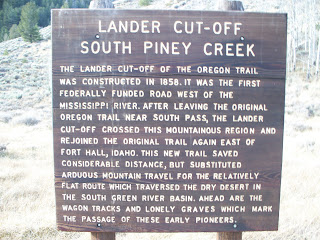 LANDER CUT-OFF
SOUTH PINEY CREEK
THE LANDER CUT-OFF OF THE OREGON TRAIL
WAS CONSTRUCTED IN 1858. IT WAS THE FIRST
FEDERALLY FUNDED ROAD WEST OF THE
MISSISSIPPI RIVER. AFTER LEAVING THE ORIGINAL
OREGON TRAIL NEAR SOUTH PASS, THE LANDER
CUT-OFF CROSSED THIS MOUNTAINOUS REGION AND
REJOINED THE ORIGINAL TRAIL AGAIN EAST OF
FORT HALL, IDAHO. THIS NEW TRAIL SAVED
CONSIDERABLE DISTANCE, BUT SUBSTITUTED
ARDUOUS MOUNTAIN TRAVEL FOR THE RELATIVELY
FLAT ROUTE WHICH TRAVERSED THE DRY DESERT IN
THE SOUTH GREEN RIVER BASIN. AHEAD ARE THE
WAGON TRACKS AND LONELY GRAVES WHICH MARK
THE PASSAGE OF THESE EARLY PIONEERS.